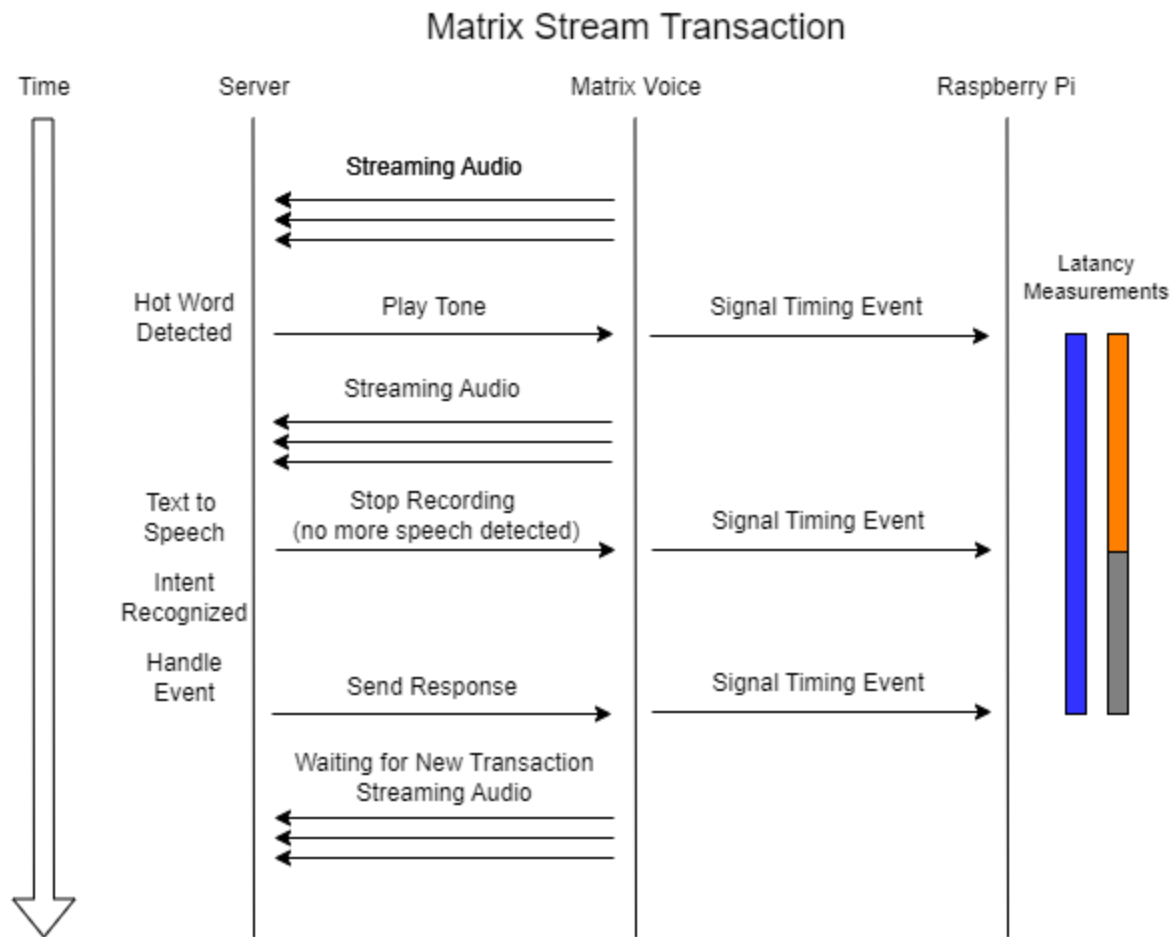 Matrix Stream Transaction
Time
Server
Matrix Voice
Raspberry Pi
Streaming Audio
Latancy
Measurements
Hot Word
Detected
Play Tone
Signal Timing Event
Streaming Audio
Text to
Speech
Stop Recording
(no more speech detected)
Signal Timing Event
Intent
Recognized
Handle
Event
Send Response
Signal Timing Event
Waiting for New Transaction
Streaming Audio